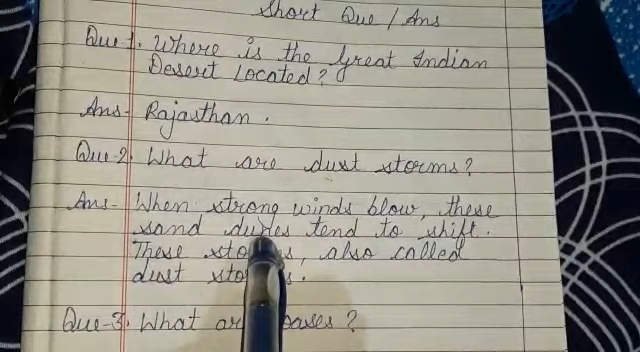 Short Que / Ans
Que-1. Where is the Great Indian
Desert Located?
Ans- Rajasthan.
Que-2. What are dust storms?
Ans- When strong winds blow, these
sand dunes tend to shift.
These , also called
dust
Que-3. What are ?